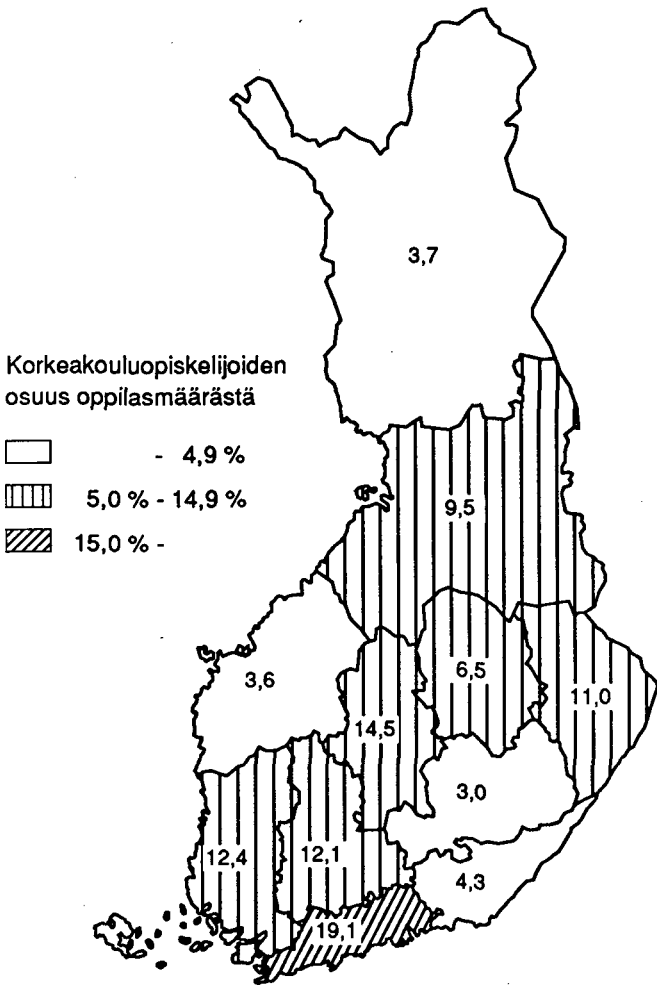 3,7
Korkeakouluopiskelijoiden
osuus oppilasmäärästä
- 4,9 %
5,0 % - 14,9 %
15,0 % -
9,5
3,6
6,5
11,0
14,5
3,0
12,4
12,1
4,3
19,1